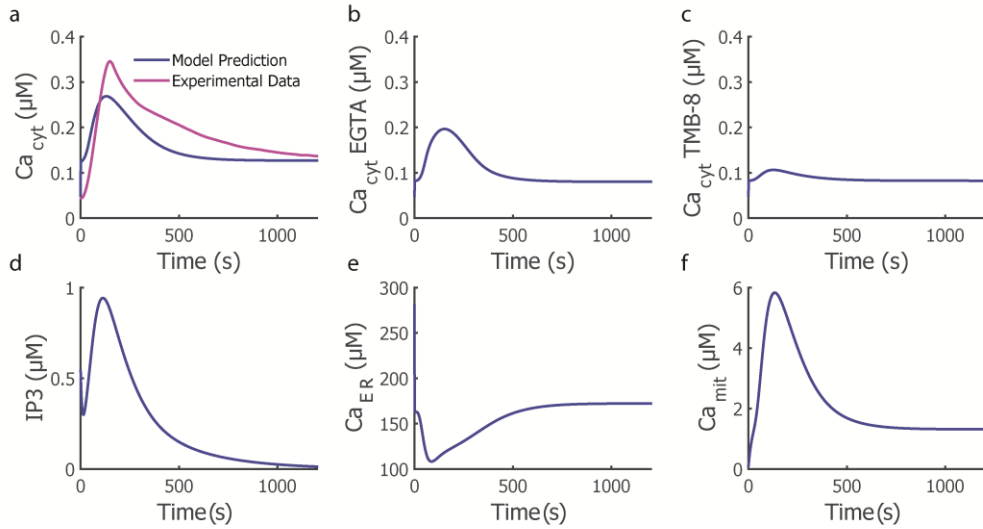 a
0.4
0.3
0.2
0.1
0
0 500 1000
Ca cyt (µM)
Time (s)
Model Prediction
Experimental Data
b
0.4
0.3
0.2
0.1
0
0 500 1000
Ca cyt EGTA (µM)
Time (s)
c
0.4
0.3
0.2
0.1
0
0 500 1000
Ca cyt TMB-8 (µM)
Time (s)
d
1
0.5
0
0 500 1000
IP3 (µM)
Time(s)
e
300
250
200
150
100
0 500 1000
Ca ER (µM)
Time(s)
f
6
4
2
0
0 500 1000
Ca mit (µM)
Time(s)